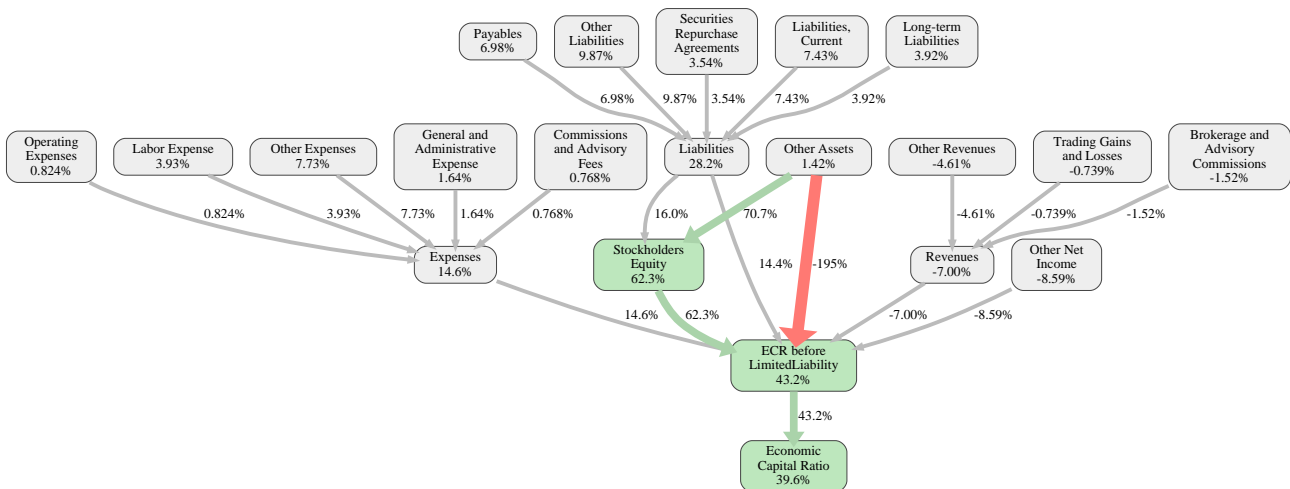 Payables
6.98%
Other
Liabilities
9.87%
Securities
Repurchase
Agreements
3.54%
Liabilities,
Current
7.43%
Long-term
Liabilities
3.92%
6.98%
9.87%
3.54%
7.43%
3.92%
Operating
Expenses
0.824%
Labor Expense
3.93%
Other Expenses
7.73%
General and
Administrative
Expense
1.64%
Commissions
and Advisory
Fees
0.768%
Liabilities
28.2%
Other Assets
1.42%
Other Revenues
-4.61%
Trading Gains
and Losses
-0.739%
Brokerage and
Advisory
Commissions
-1.52%
0.824%
3.93%
7.73%
1.64%
0.768%
16.0%
70.7%
-4.61%
-0.739%
-1.52%
Expenses
14.6%
Stockholders
Equity
62.3%
14.4%
-195%
Revenues
-7.00%
Other Net
Income
-8.59%
14.6%
62.3%
-7.00%
-8.59%
ECR before
LimitedLiability
43.2%
43.2%
Economic
Capital Ratio
39.6%